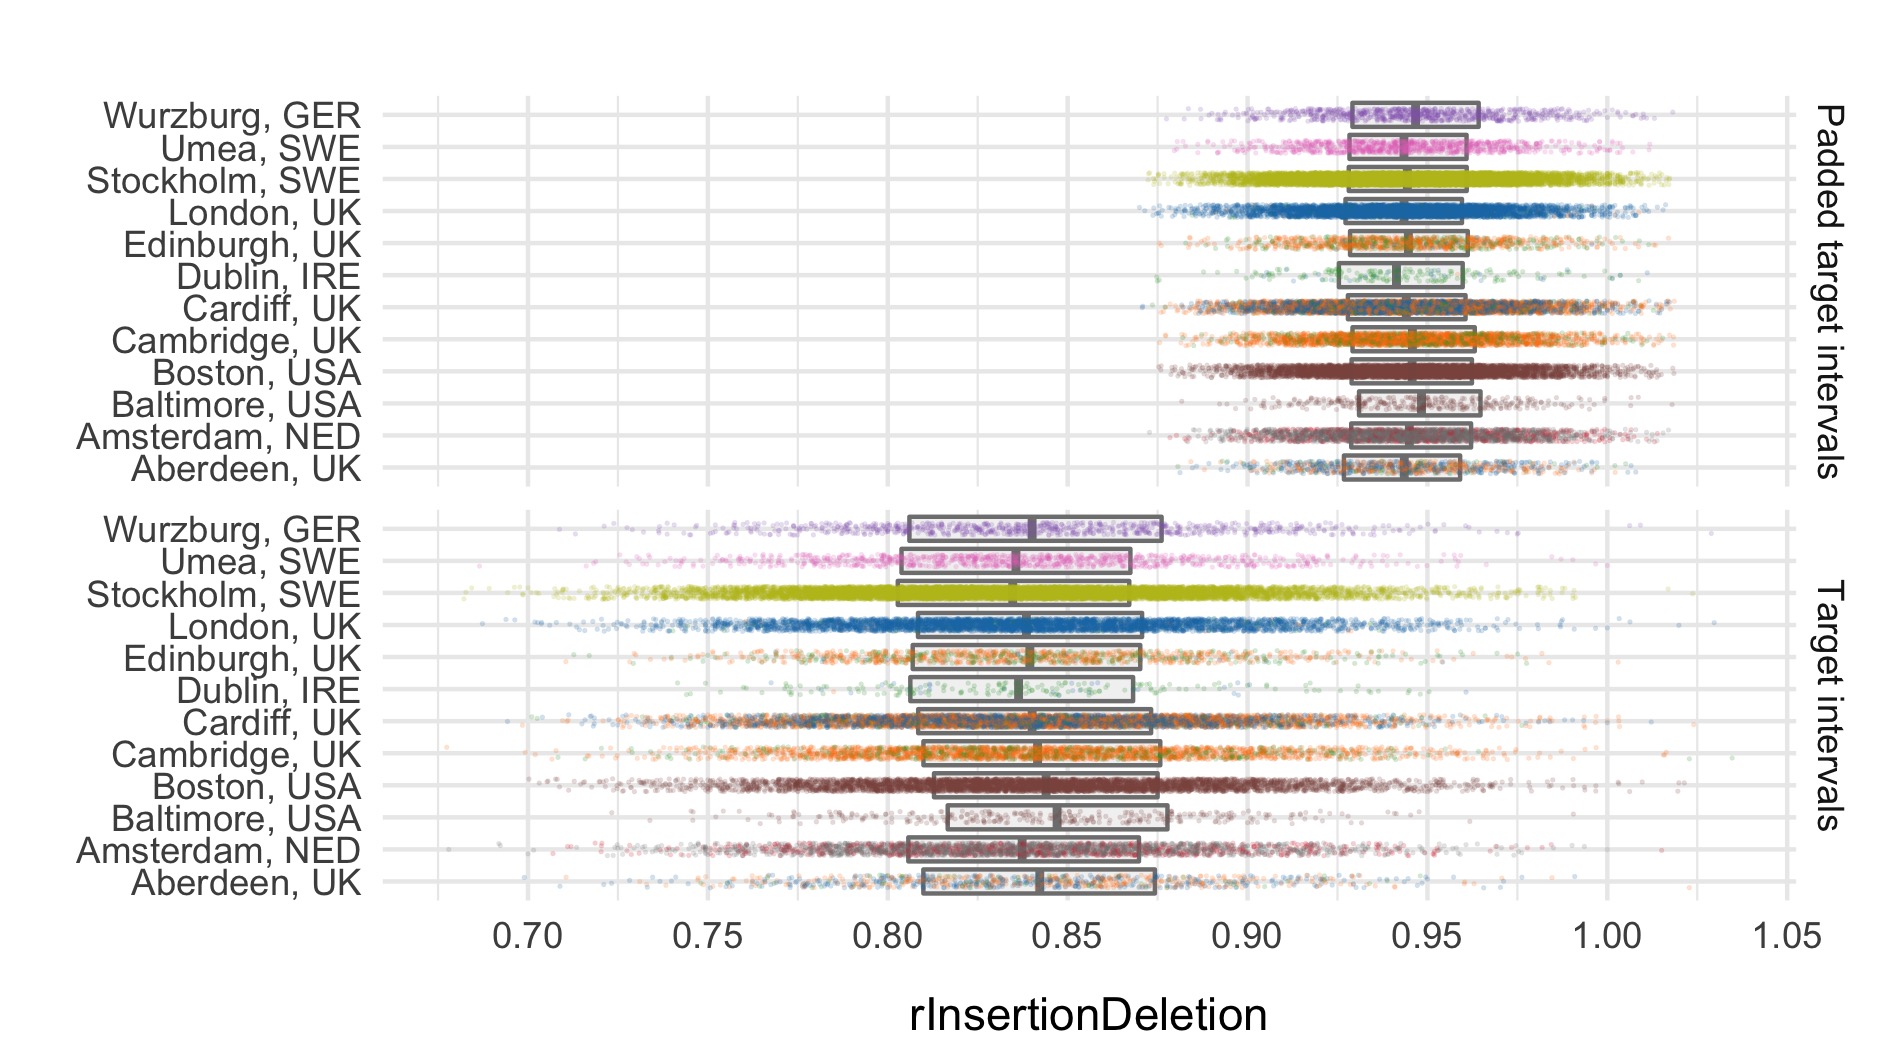 Wurzburg, GER
Umea, SWE
Stockholm, SWE
London, UK
Edinburgh, UK
Dublin, IRE
Cardiff, UK
Cambridge, UK
Boston, USA
Baltimore, USA
Amsterdam, NED
Aberdeen, UK
Padded target intervals
Wurzburg, GER
Umea, SWE
Stockholm, SWE
London, UK
Edinburgh, UK
Dublin, IRE
Cardiff, UK
Cambridge, UK
Boston, USA
Baltimore, USA
Amsterdam, NED
Aberdeen, UK
Target intervals
0.70 0.75 0.80 0.85 0.90 0.95 1.00 1.05
rInsertionDeletion